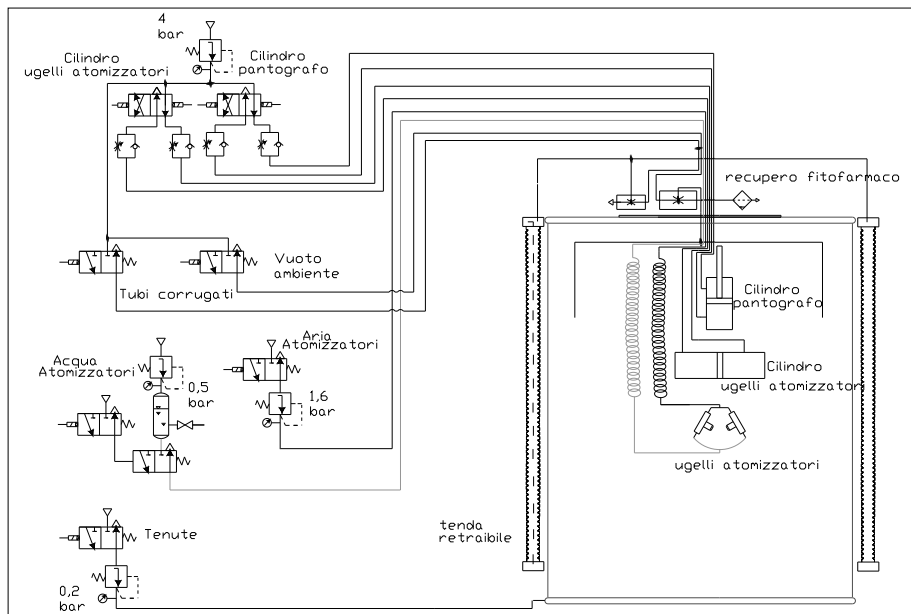 4
bar
Cilindro
ugelli atomizzatori
Cilindro
pantografo
recupero fitofarmaco
Vuoto
ambiente
Tubi corrugati
Cilindro
pantografo
Aria
Atomizzatori
Acqua
Atomizzatori
0,5
bar
1,6
bar
Cilindro
ugelli atomizzatori
ugelli atomizzatori
tenda
retraibile
Tenute
0,2
bar